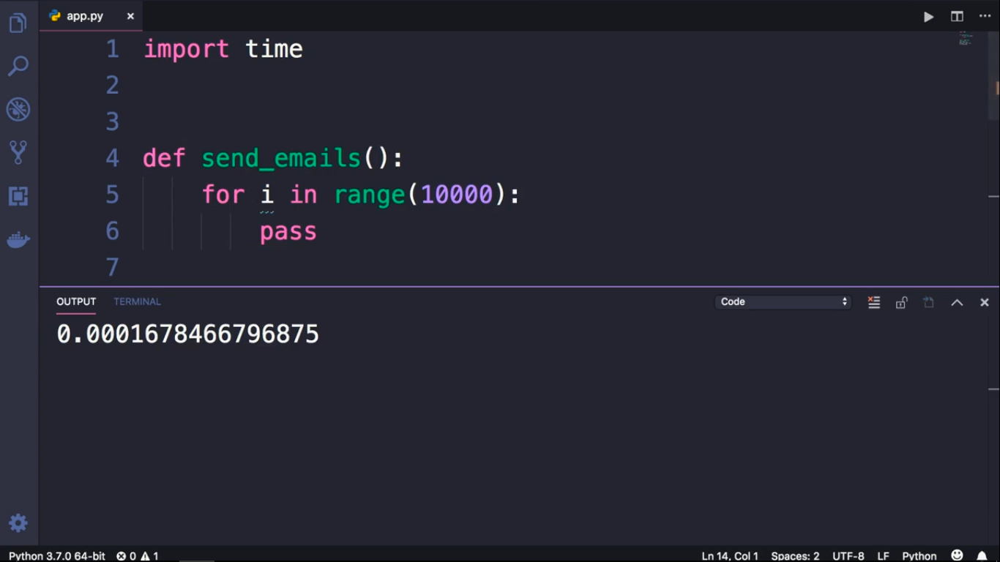 app.py
1 import time
2
3
4 def send_emails():
5     for i in range(10000):
6         pass
7
OUTPUT TERMINAL Code
0.0001678466796875
Python 3.7.0 64-bit 0 1 Ln 14, Col 1 Spaces: 2 UTF-8 LF Python